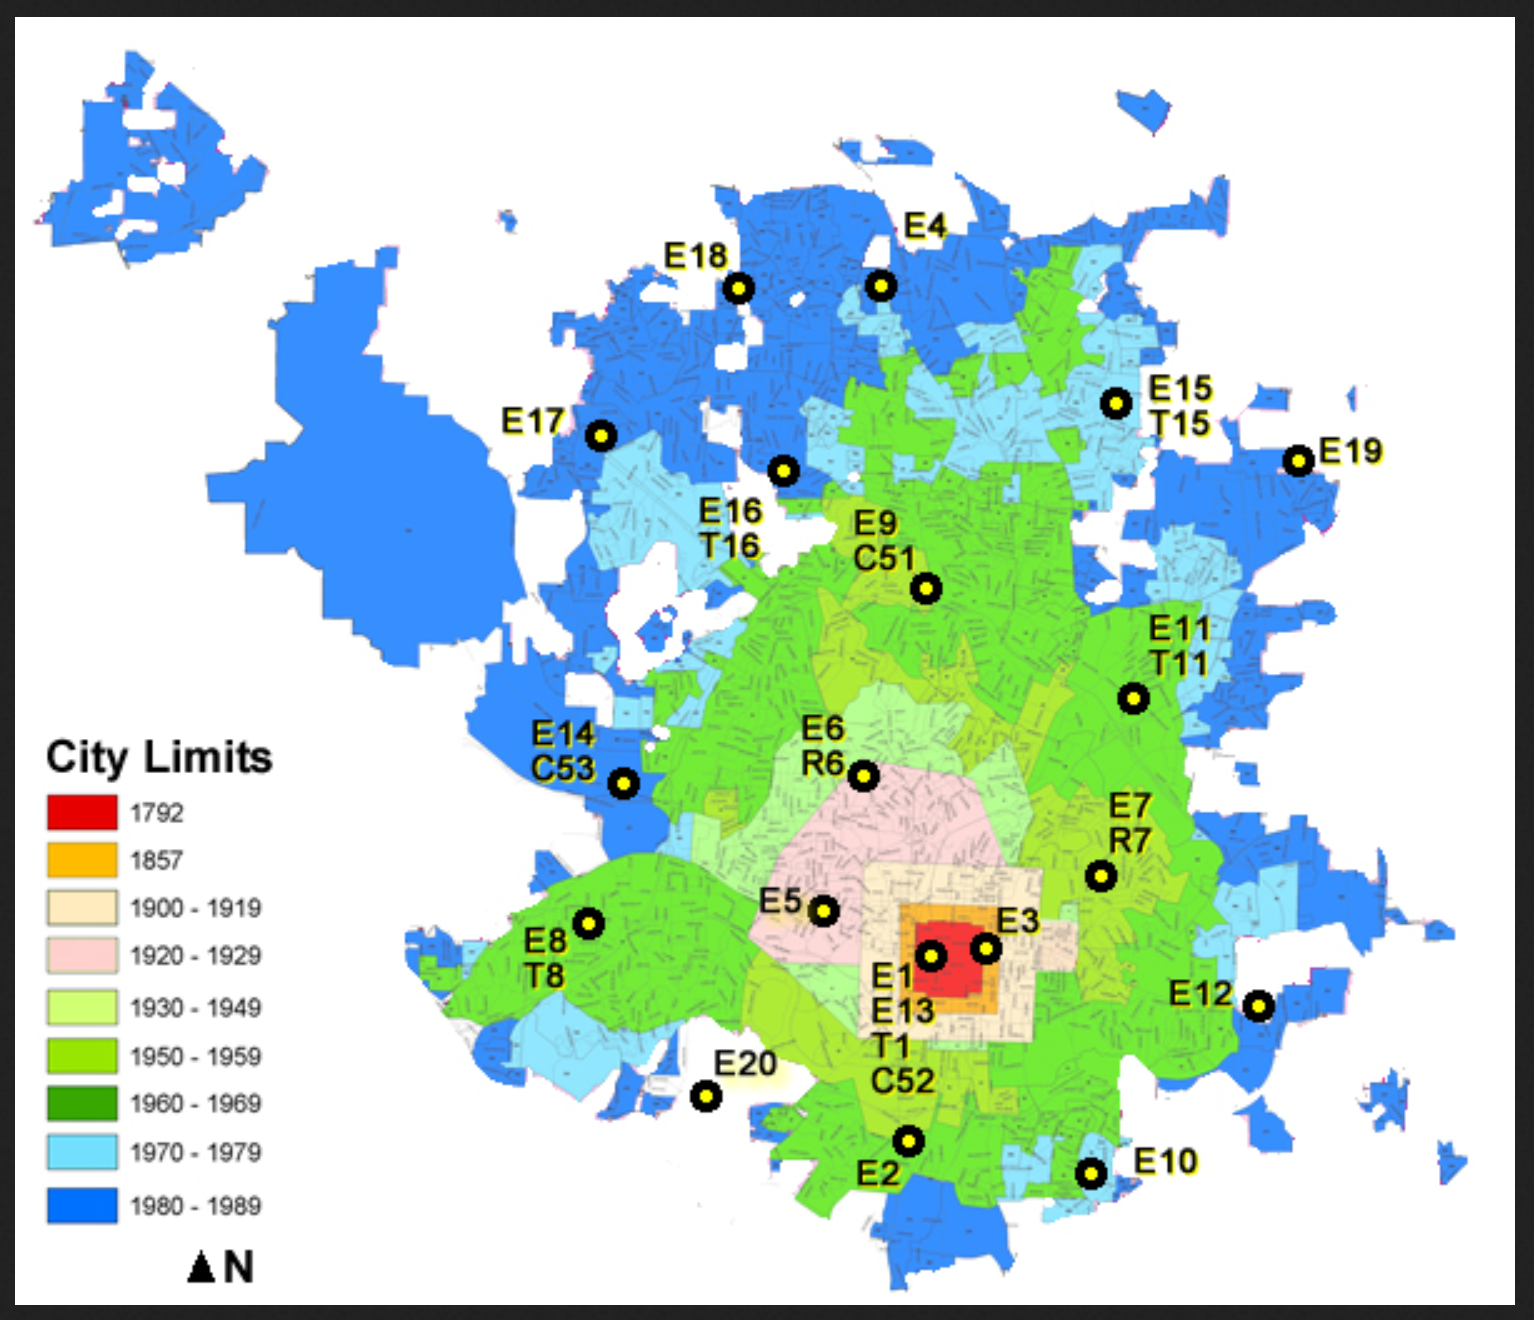 E4
E18
E15
T15
E17
E19
E16
T16
E9
C51
E11
T11
E6
R6
E14
C53
City Limits
1792
1857
1900 - 1919
1920 - 1929
1930 - 1949
1950 - 1959
1960 - 1969
1970 - 1979
1980 - 1989
N
E7
R7
E5
E3
E8
T8
E1
E13
T1
C52
E12
E20
E2
E10